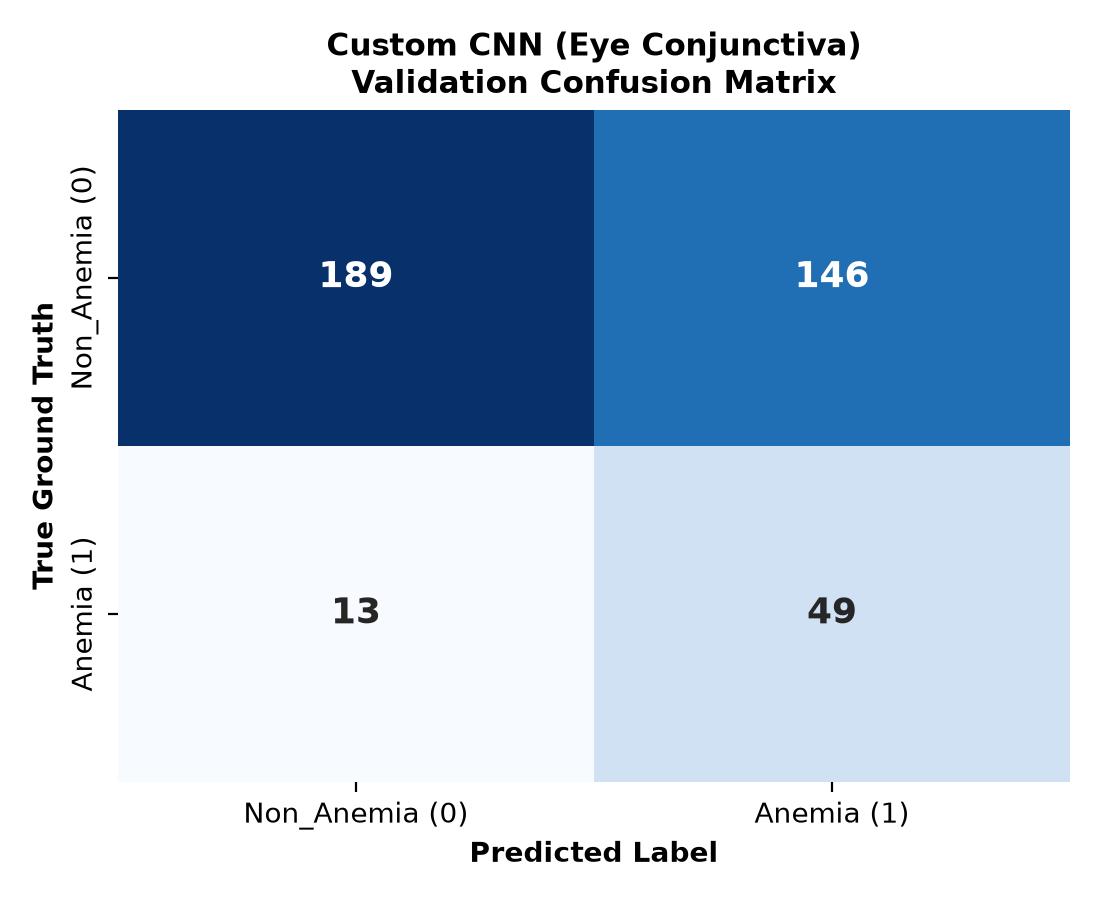 Custom CNN (Eye Conjunctiva)
Validation Confusion Matrix
True Ground Truth
Non_Anemia (0)
189
146
Anemia (1)
13
49
Non_Anemia (0)
Anemia (1)
Predicted Label